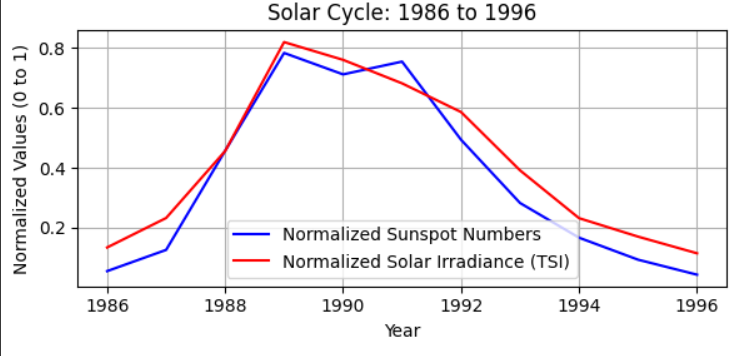 Solar Cycle: 1986 to 1996
Normalized Values (0 to 1)
0.8
0.6
0.4
0.2
Normalized Sunspot Numbers
Normalized Solar Irradiance (TSI)
1986 1988 1990 1992 1994 1996
Year